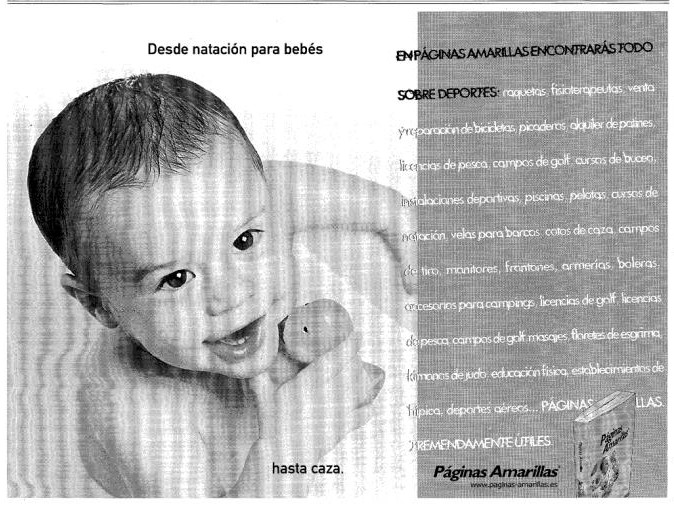 Desde natación para bebés
hasta caza.
EN PÁGINAS AMARILLAS ENCONTRARÁS TODO
SOBRE DEPORTES: raquetas, fisioterapeutas, venta
y reparación de bicicletas, picaderos, alquiler de patines,
licencias de pesca, campos de golf, cursos de buceo,
instalaciones deportivas, piscinas, pelotas, cursos de
natación, velas para barcos, cotos de caza, campos
de tiro, monitores, frontones, armerías, boleras,
accesorios para campings, licencias de golf, licencias
de pesca, campos de golf, masajes, floretes de esgrima,
kimonos de judo, educación física, establecimientos de
hípica, deportes aéreos... PÁGINAS LLAS.
TREMENDAMENTE ÚTILES
Páginas Amarillas
Páginas Amarillas
www.paginas-amarillas.es